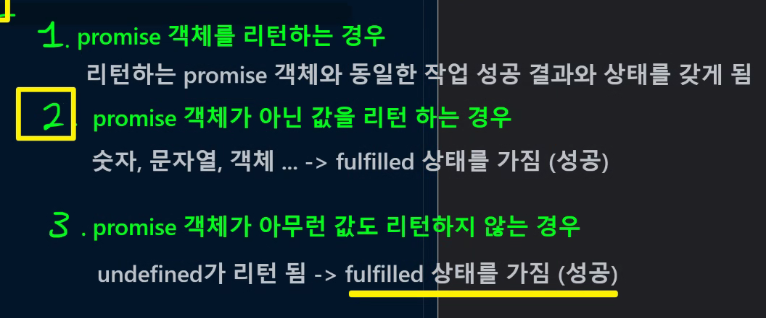 1. promise 객체를 리턴하는 경우
리턴하는 promise 객체와 동일한 작업 성공 결과와 상태를 갖게 됨
2. promise 객체가 아닌 값을 리턴 하는 경우
숫자, 문자열, 객체 ... -> fulfilled 상태를 가짐 (성공)
3. promise 객체가 아무런 값도 리턴하지 않는 경우
undefined가 리턴 됨 -> fulfilled 상태를 가짐 (성공)